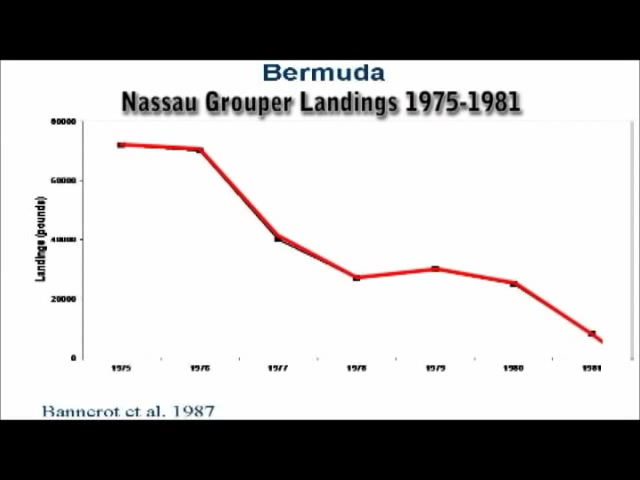 Bermuda
Nassau Grouper Landings 1975-1981
80000
60000
40000
20000
0
Landings (pounds)
1975 1976 1977 1978 1979 1980 1981
Bannerot et al. 1987